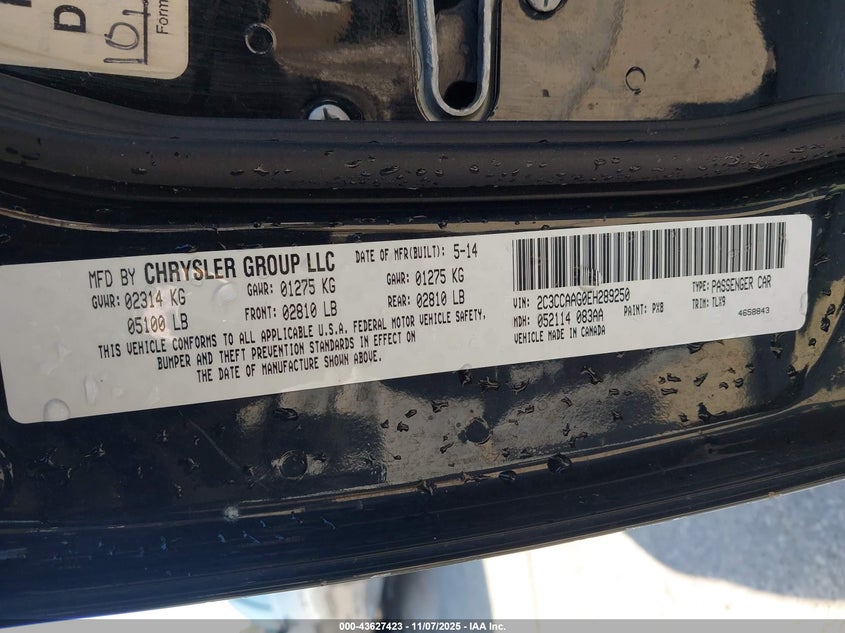 D
101
Form
MFD BY CHRYSLER GROUP LLC
DATE OF MFR(BUILT): 5-14
GVWR: 02314 KG
GAWR: 01275 KG
GAWR: 01275 KG
05100 LB
FRONT: 02810 LB
REAR: 02810 LB
THIS VEHICLE CONFORMS TO ALL APPLICABLE U.S.A. FEDERAL MOTOR VEHICLE SAFETY,
BUMPER AND THEFT PREVENTION STANDARDS IN EFFECT ON
THE DATE OF MANUFACTURE SHOWN ABOVE.
VIN: 2C3CCAAG0EH289250
TYPE: PASSENGER CAR
MDH: 052114 083AA
PAINT: PX8
TRIM: TLX9
VEHICLE MADE IN CANADA
4658843
000-43627423 - 11/07/2025 - IAA Inc.